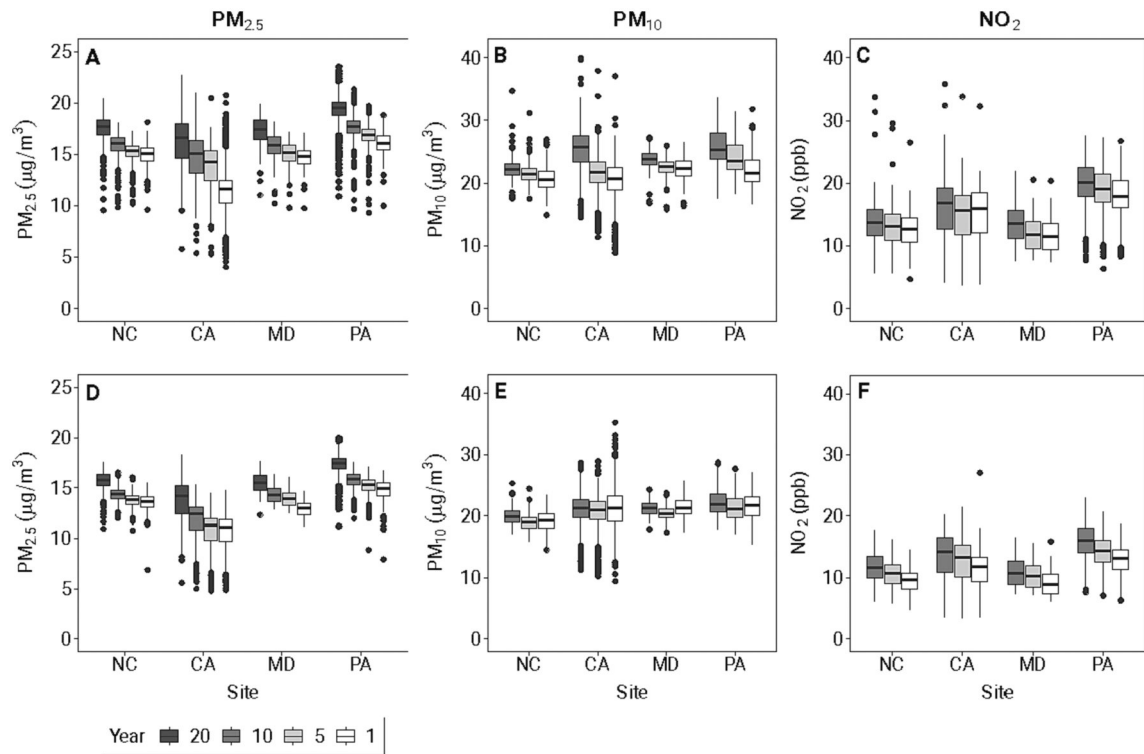 PM₂.₅ PM₁₀ NO₂
A B C
25 20 15 10 5 0
PM₂.₅ (µg/m³)
40 30 20 10 0
PM₁₀ (µg/m³)
40 30 20 10 0
NO₂ (ppb)
NC CA MD PA NC CA MD PA NC CA MD PA
D E F
25 20 15 10 5 0
PM₂.₅ (µg/m³)
40 30 20 10 0
PM₁₀ (µg/m³)
40 30 20 10 0
NO₂ (ppb)
NC CA MD PA NC CA MD PA NC CA MD PA
Site Site Site
Year 20 10 5 1